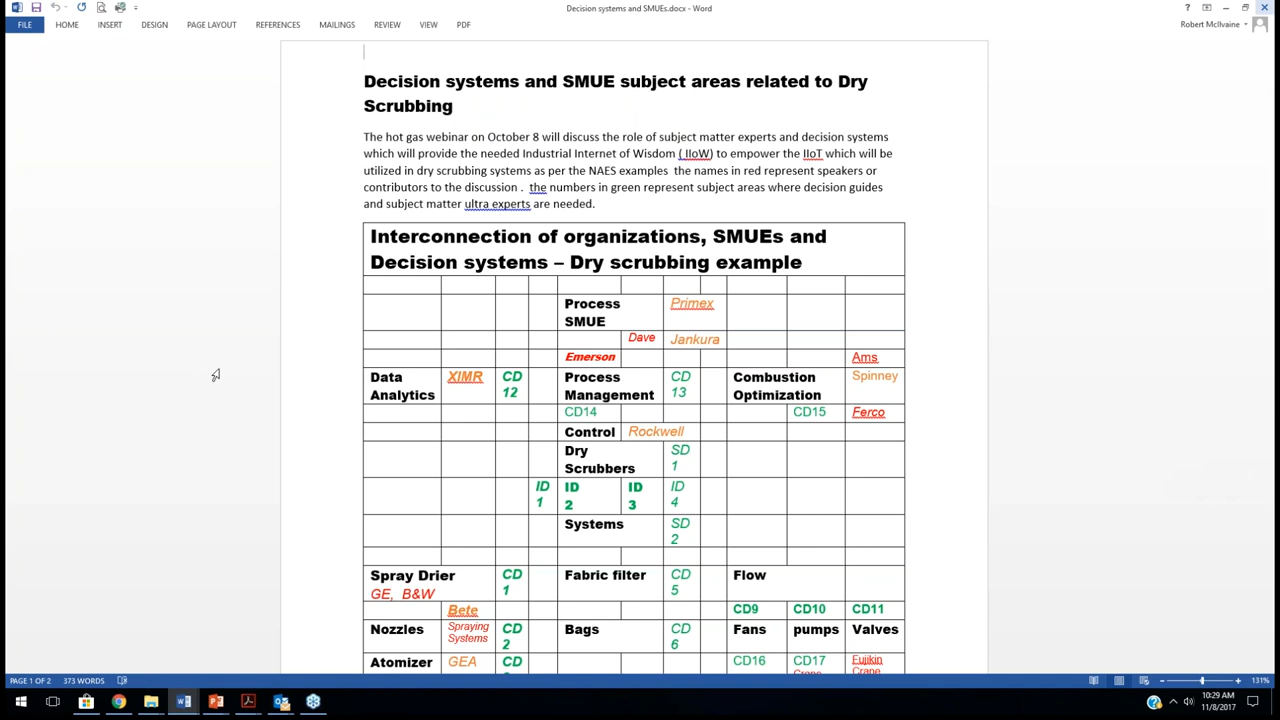 Decision systems and SMUEs.docx - Word
FILE HOME INSERT DESIGN PAGE LAYOUT REFERENCES MAILINGS REVIEW VIEW PDF Robert McIlvaine
Decision systems and SMUE subject areas related to Dry
Scrubbing
The hot gas webinar on October 8 will discuss the role of subject matter experts and decision systems
which will provide the needed Industrial Internet of Wisdom ( IIoW) to empower the IIoT which will be
utilized in dry scrubbing systems as per the NAES examples the names in red represent speakers or
contributors to the discussion . the numbers in green represent subject areas where decision guides
and subject matter ultra experts are needed.
Interconnection of organizations, SMUEs and
Decision systems – Dry scrubbing example
Process Primex
SMUE
Dave Jankura
Emerson Ams
Data XIMR CD Process CD Combustion Spinney
Analytics 12 Management 13 Optimization
CD14 CD15 Ferco
Control Rockwell
Dry SD
Scrubbers 1
ID ID ID ID
1 2 3 4
Systems SD
2
Spray Drier CD Fabric filter CD Flow
GE, B&W 1 5
Bete CD9 CD10 CD11
Nozzles Spraying CD Bags CD Fans pumps Valves
Systems 2 6
Atomizer GEA CD CD16 CD17 Fujikin
Crane Crane
PAGE 1 OF 2 373 WORDS 131%
10:29 AM
11/8/2017